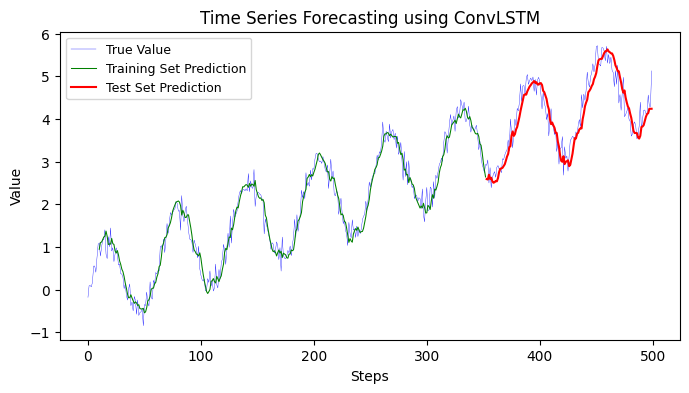 Time Series Forecasting using ConvLSTM
True Value
Training Set Prediction
Test Set Prediction
6
5
4
3
2
1
0
−1
Value
0 100 200 300 400 500
Steps